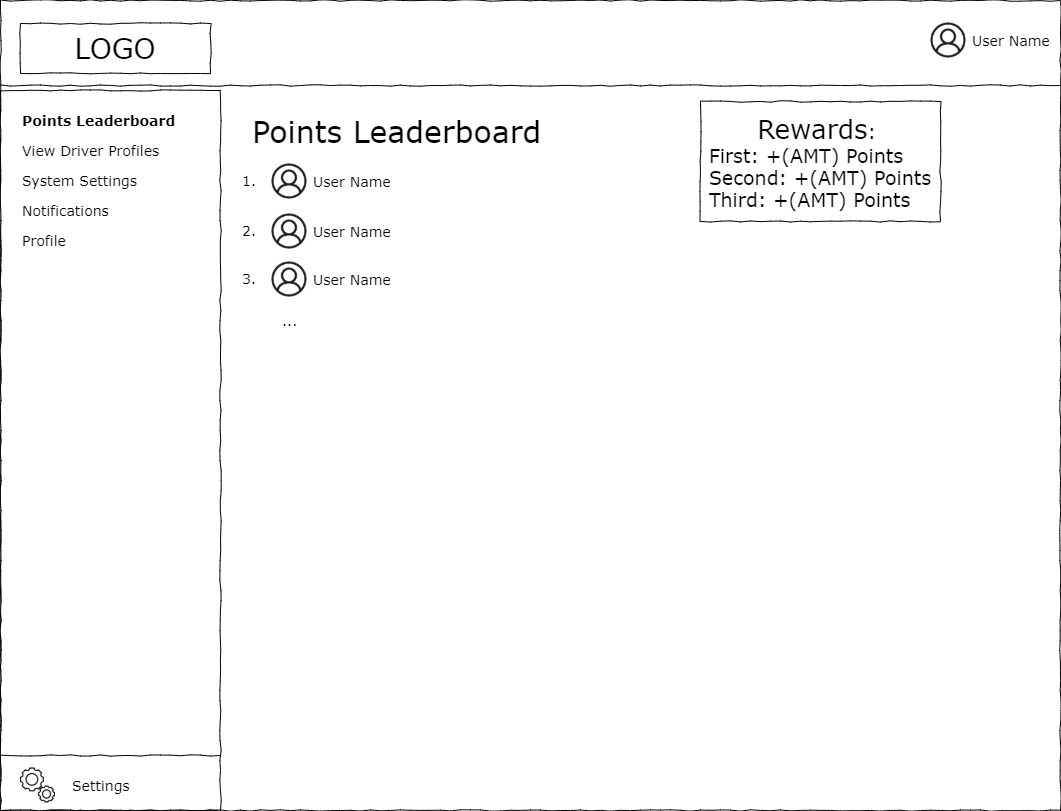 LOGO
User Name
Points Leaderboard
View Driver Profiles
System Settings
Notifications
Profile
Settings
Points Leaderboard
1. User Name
2. User Name
3. User Name
...
Rewards:
First: +(AMT) Points
Second: +(AMT) Points
Third: +(AMT) Points